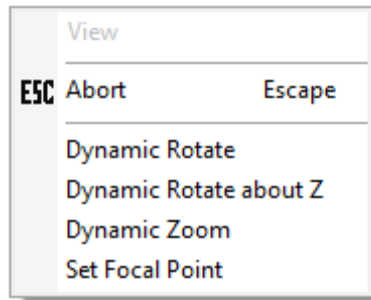 View
ESC Abort Escape
Dynamic Rotate
Dynamic Rotate about Z
Dynamic Zoom
Set Focal Point